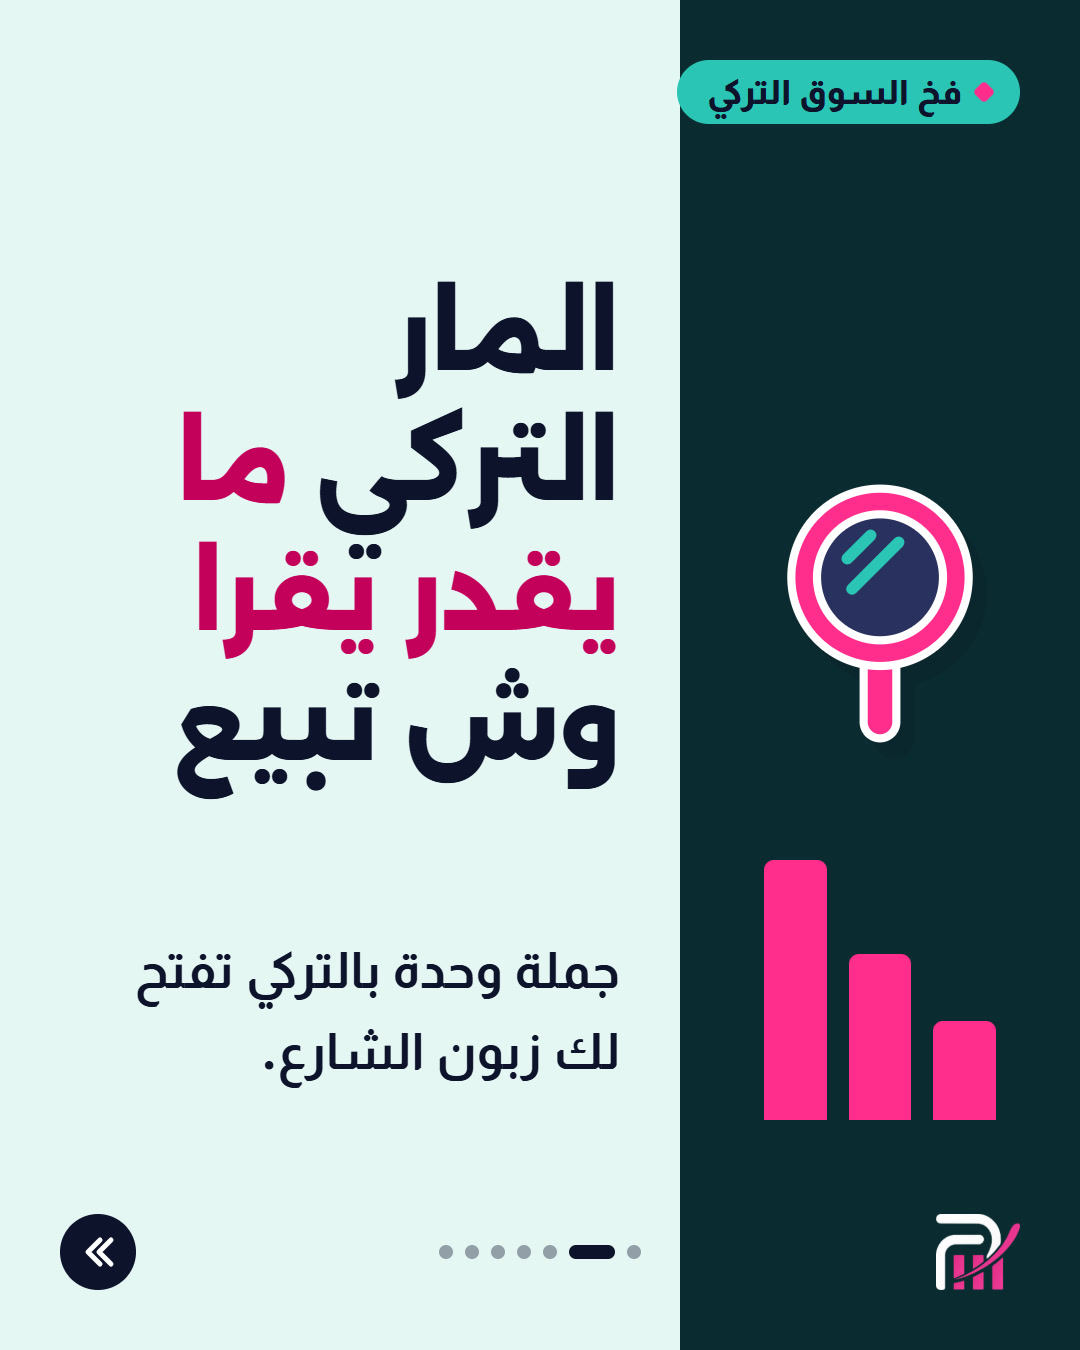 فخ السوق التركي
المار
التركي ما
يقدر يقرا
وش تبيع
جملة وحدة بالتركي تفتح
لك زبون الشارع.